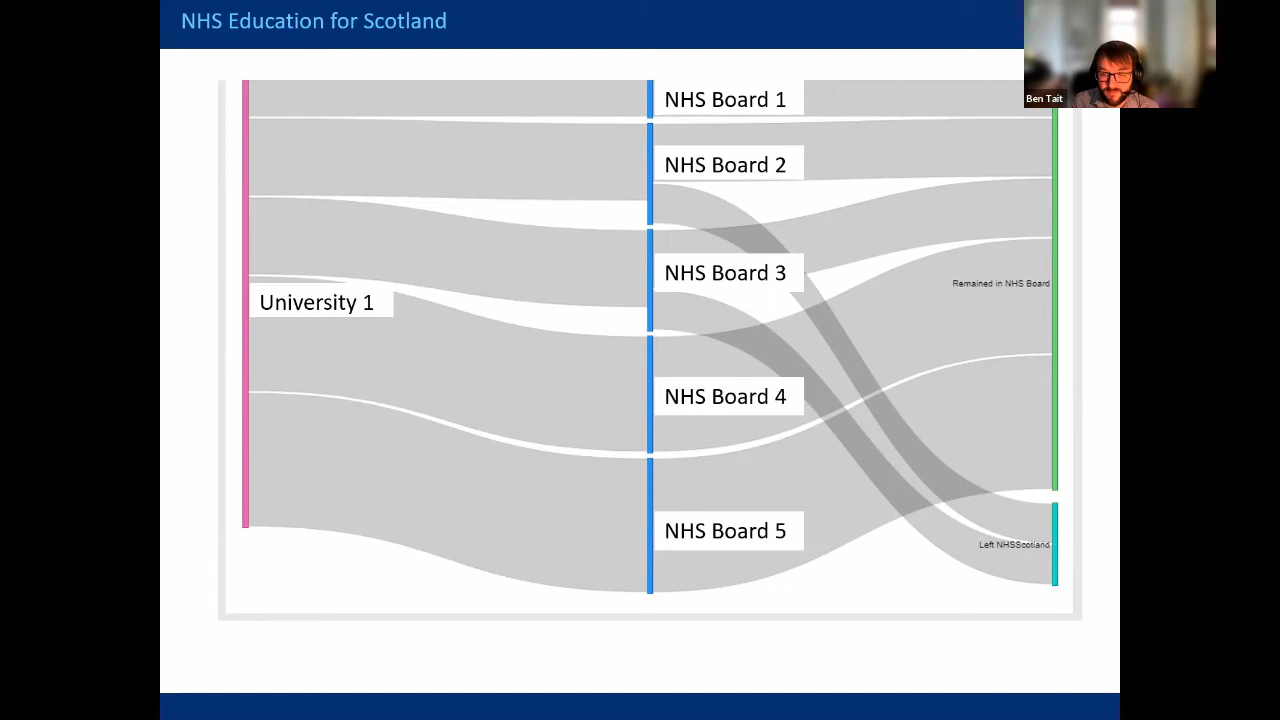 NHS Education for Scotland
Ben Tait
NHS Board 1
NHS Board 2
NHS Board 3
Remained in NHS Board
University 1
NHS Board 4
NHS Board 5
Left NHSScotland